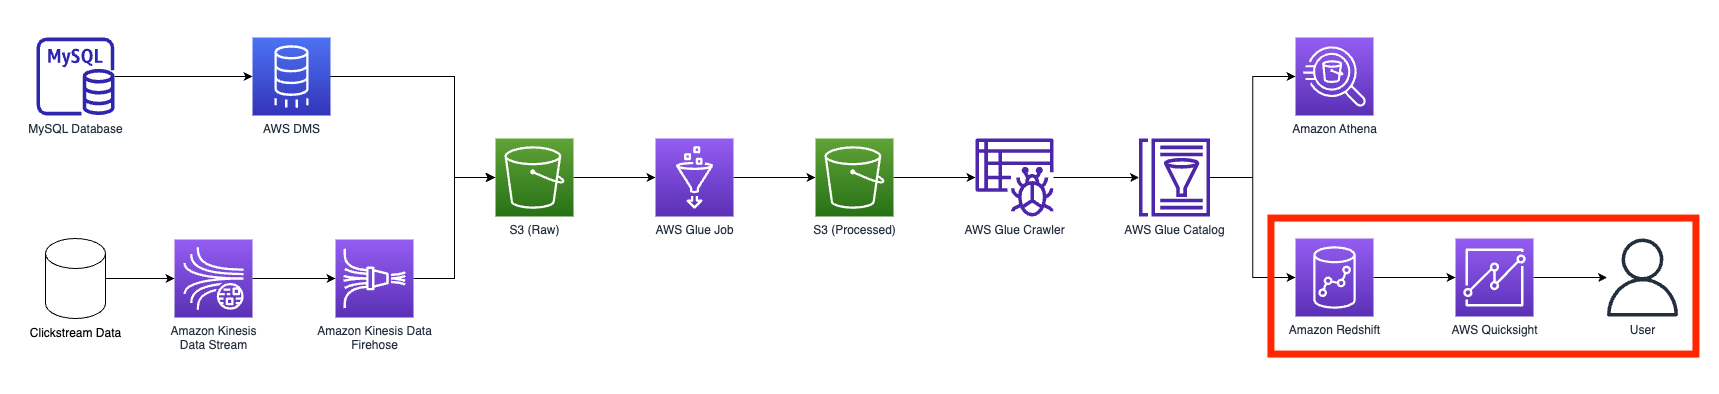 MySQL
MySQL Database
AWS DMS
Amazon Athena
S3 (Raw)
AWS Glue Job
S3 (Processed)
AWS Glue Crawler
AWS Glue Catalog
Clickstream Data
Amazon Kinesis
Data Stream
Amazon Kinesis Data
Firehose
Amazon Redshift
AWS Quicksight
User